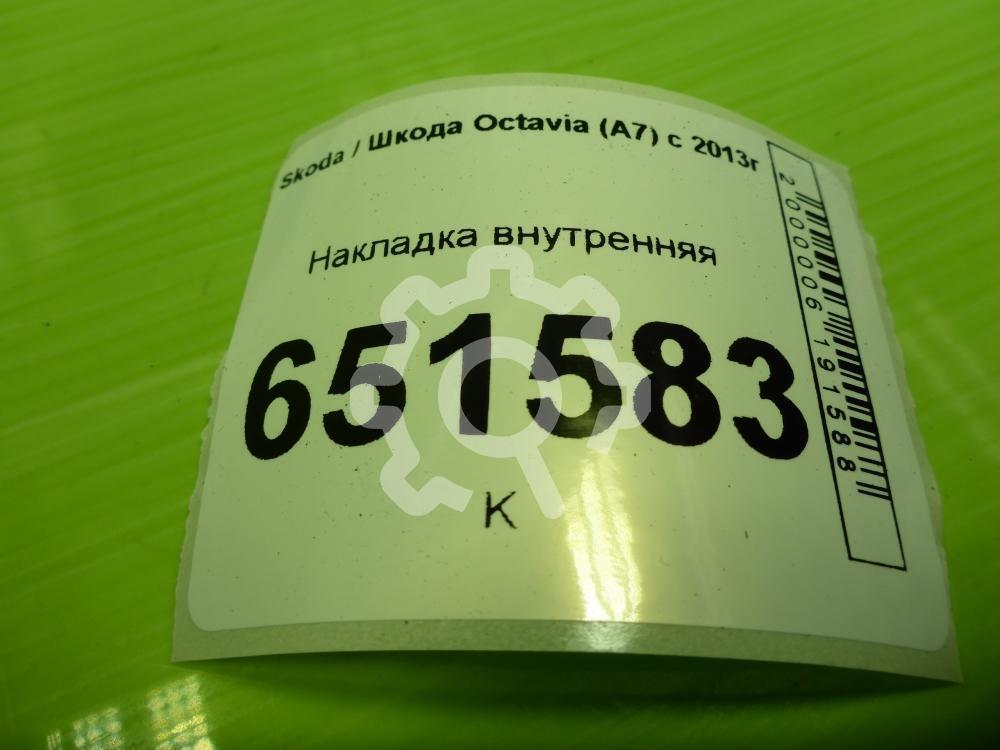 Skoda / Шкода Octavia (A7) с 2013г
Накладка внутренняя
651583
К
2000006191588